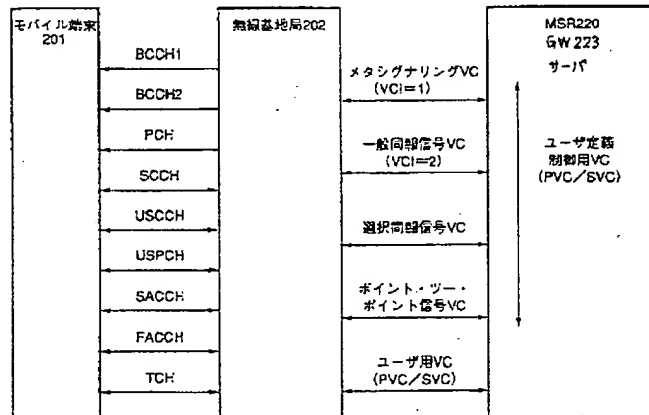 モバイル端末
201
無線基地局202
MSR220
GW223
サーバ
BCCH1
BCCH2
PCH
SCCH
USCCH
USPCH
SACCH
FACCH
TCH
メタシグナリングVC
(VCI=1)
一般同報信号VC
(VCI=2)
選択同報信号VC
ポイント・ツー・
ポイント信号VC
ユーザ用VC
(PVC/SVC)
ユーザ定義
制御用VC
(PVC/SVC)